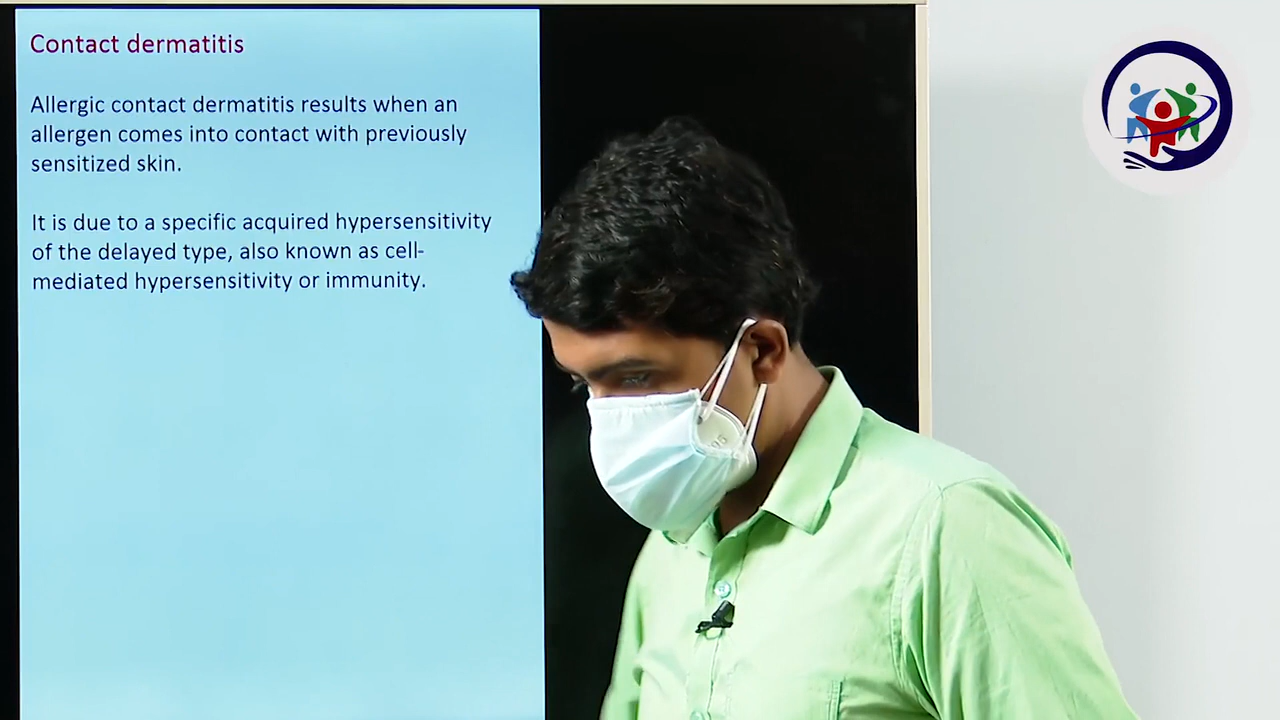 Contact dermatitis
Allergic contact dermatitis results when an
allergen comes into contact with previously
sensitized skin.
It is due to a specific acquired hypersensitivity
of the delayed type, also known as cell-
mediated hypersensitivity or immunity.